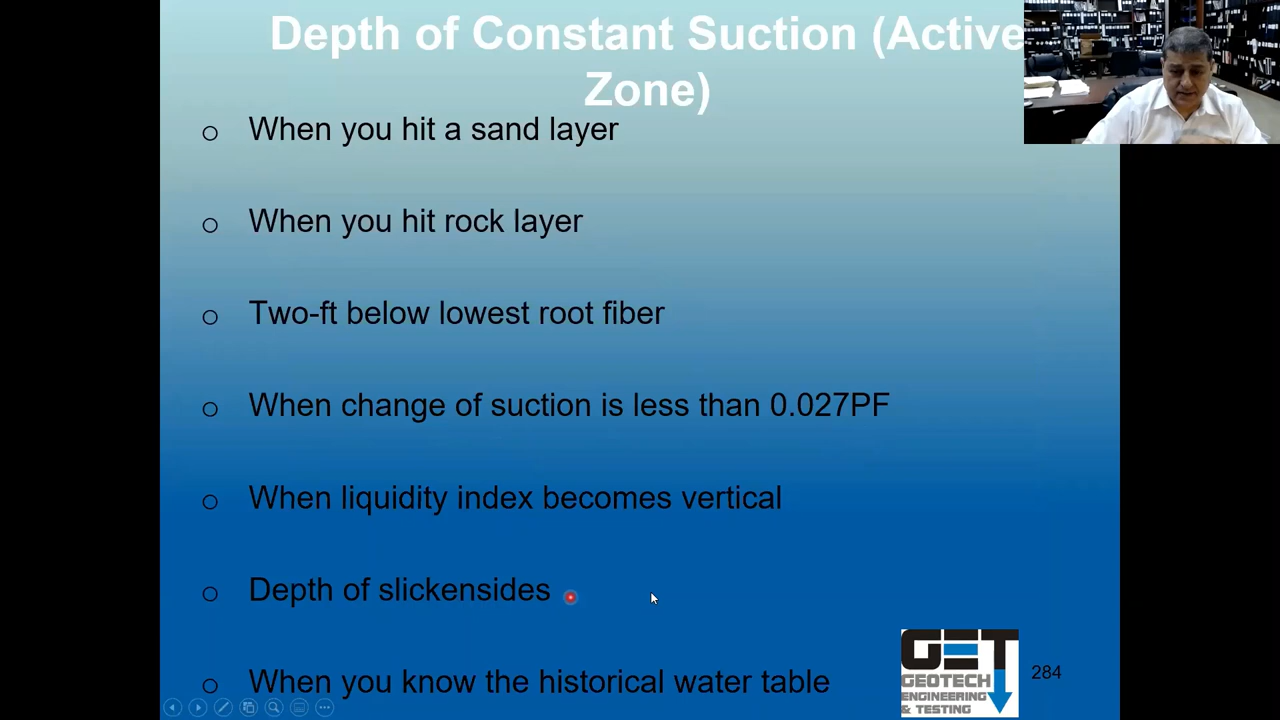 Depth of Constant Suction (Active
Zone)
o When you hit a sand layer
o When you hit rock layer
o Two-ft below lowest root fiber
o When change of suction is less than 0.027PF
o When liquidity index becomes vertical
o Depth of slickensides
o When you know the historical water table
GET
GEOTECH
ENGINEERING
& TESTING
284